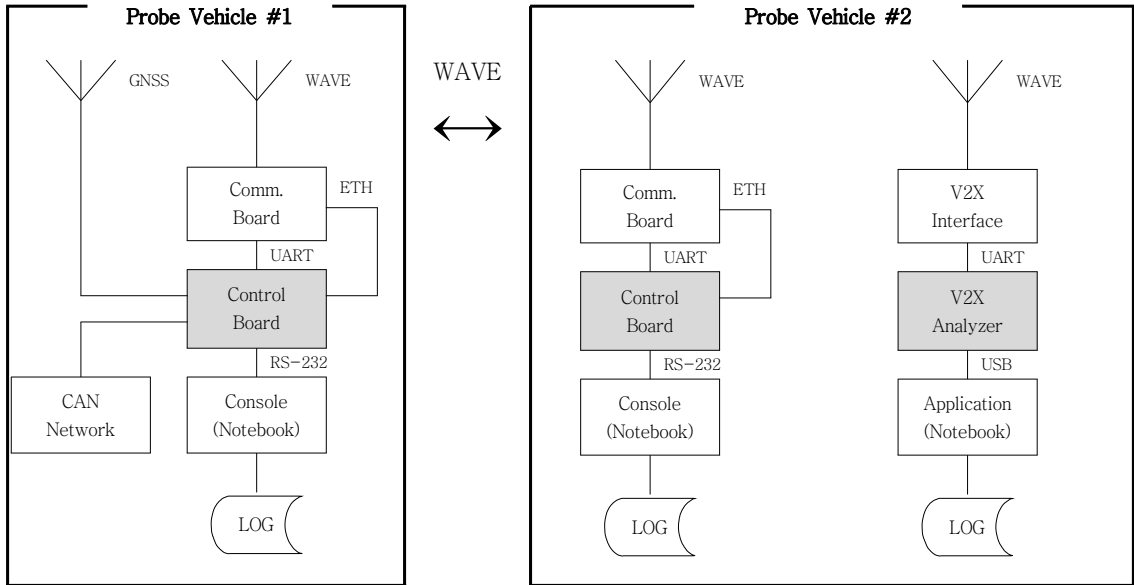 Probe Vehicle #1
GNSS
WAVE
Comm.
Board
ETH
UART
Control
Board
RS-232
CAN
Network
Console
(Notebook)
LOG
WAVE
Probe Vehicle #2
WAVE
Comm.
Board
ETH
UART
Control
Board
RS-232
Console
(Notebook)
LOG
WAVE
V2X
Interface
UART
V2X
Analyzer
USB
Application
(Notebook)
LOG